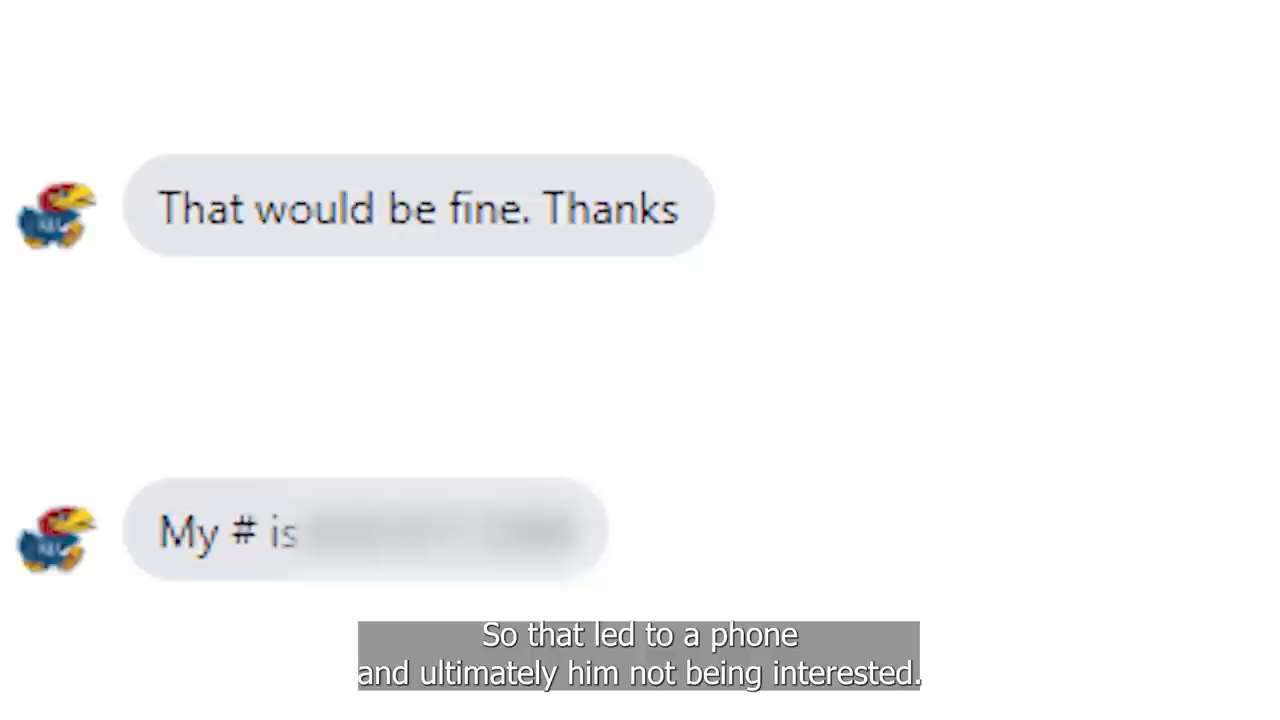 That would be fine. Thanks
My # is
So that led to a phone
and ultimately him not being interested.